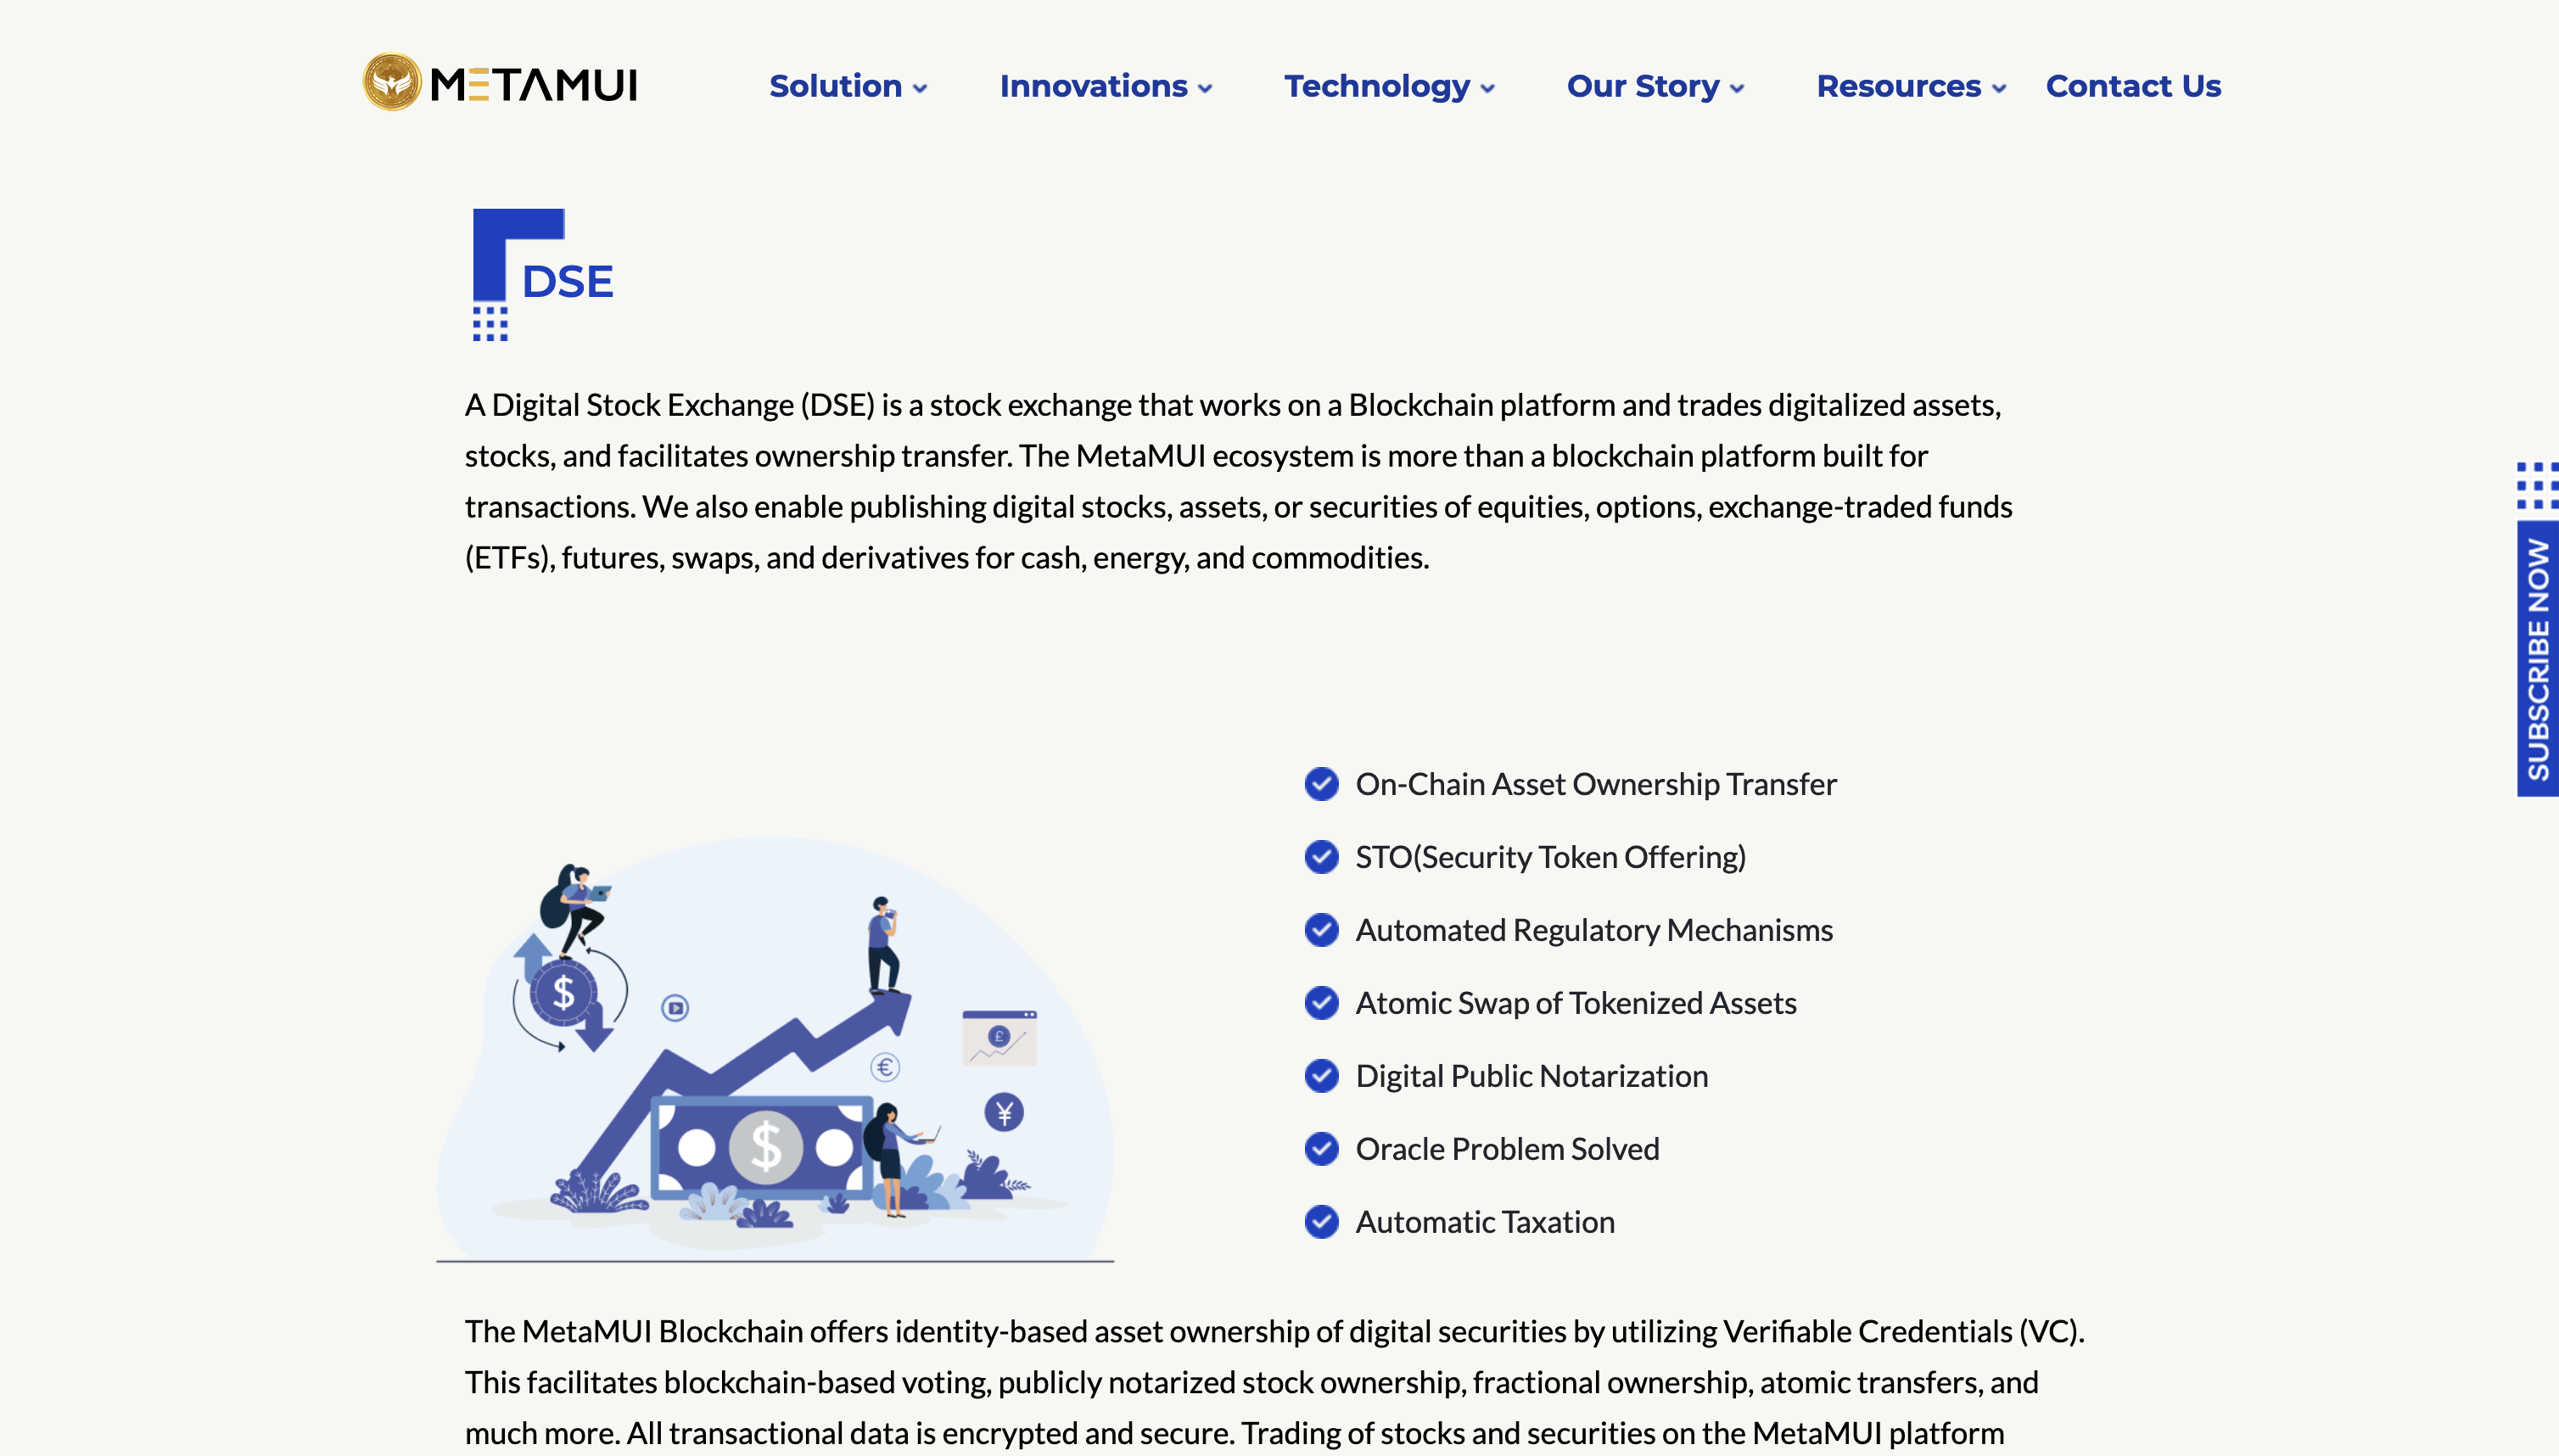 METAMUI
Solution
Innovations
Technology
Our Story
Resources
Contact Us
DSE
A Digital Stock Exchange (DSE) is a stock exchange that works on a Blockchain platform and trades digitalized assets,
stocks, and facilitates ownership transfer. The MetaMUI ecosystem is more than a blockchain platform built for
transactions. We also enable publishing digital stocks, assets, or securities of equities, options, exchange-traded funds
(ETFs), futures, swaps, and derivatives for cash, energy, and commodities.
SUBSCRIBE NOW
$
€
£
¥
$
On-Chain Asset Ownership Transfer
STO(Security Token Offering)
Automated Regulatory Mechanisms
Atomic Swap of Tokenized Assets
Digital Public Notarization
Oracle Problem Solved
Automatic Taxation
The MetaMUI Blockchain offers identity-based asset ownership of digital securities by utilizing Verifiable Credentials (VC).
This facilitates blockchain-based voting, publicly notarized stock ownership, fractional ownership, atomic transfers, and
much more. All transactional data is encrypted and secure. Trading of stocks and securities on the MetaMUI platform